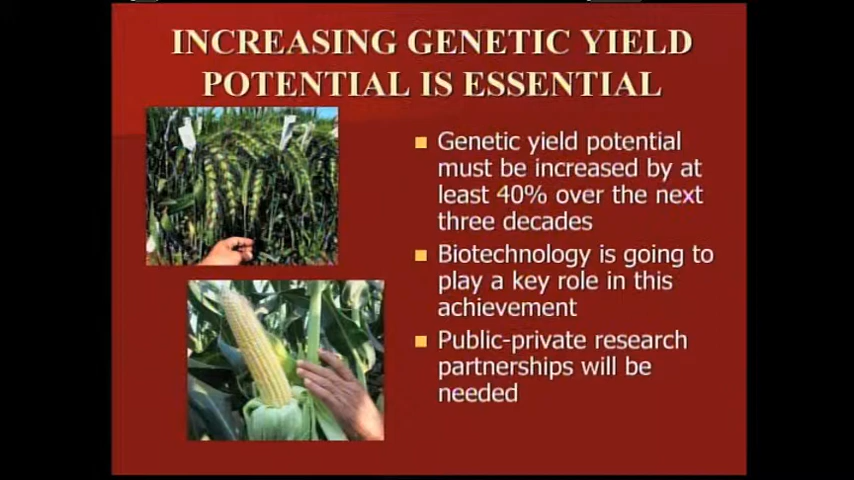 INCREASING GENETIC YIELD
POTENTIAL IS ESSENTIAL
Genetic yield potential
must be increased by at
least 40% over the next
three decades
Biotechnology is going to
play a key role in this
achievement
Public-private research
partnerships will be
needed